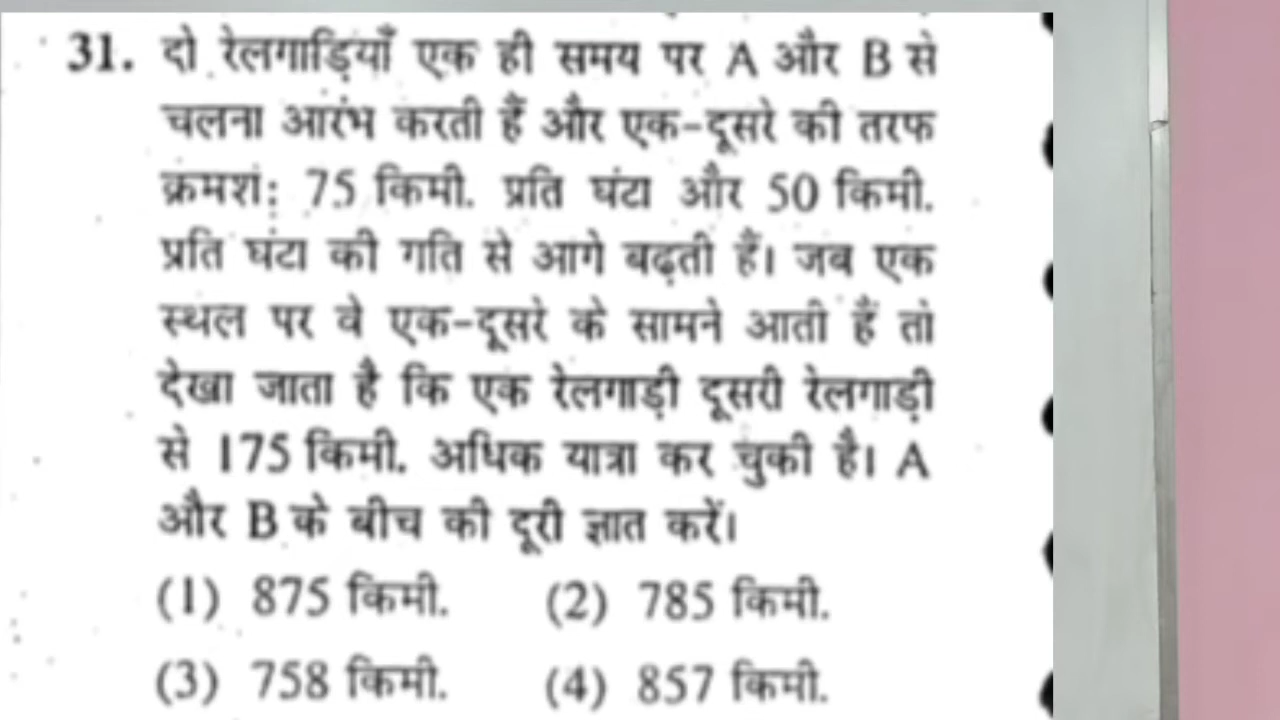 31. दो रेलगाड़ियाँ एक ही समय पर A और B से
चलना आरंभ करती हैं और एक-दूसरे की तरफ
क्रमशः 75 किमी. प्रति घंटा और 50 किमी.
प्रति घंटा की गति से आगे बढ़ती हैं। जब एक
स्थल पर वे एक-दूसरे के सामने आती हैं तो
देखा जाता है कि एक रेलगाड़ी दूसरी रेलगाड़ी
से 175 किमी. अधिक यात्रा कर चुकी है। A
और B के बीच की दूरी ज्ञात करें।
(1) 875 किमी. (2) 785 किमी.
(3) 758 किमी. (4) 857 किमी.